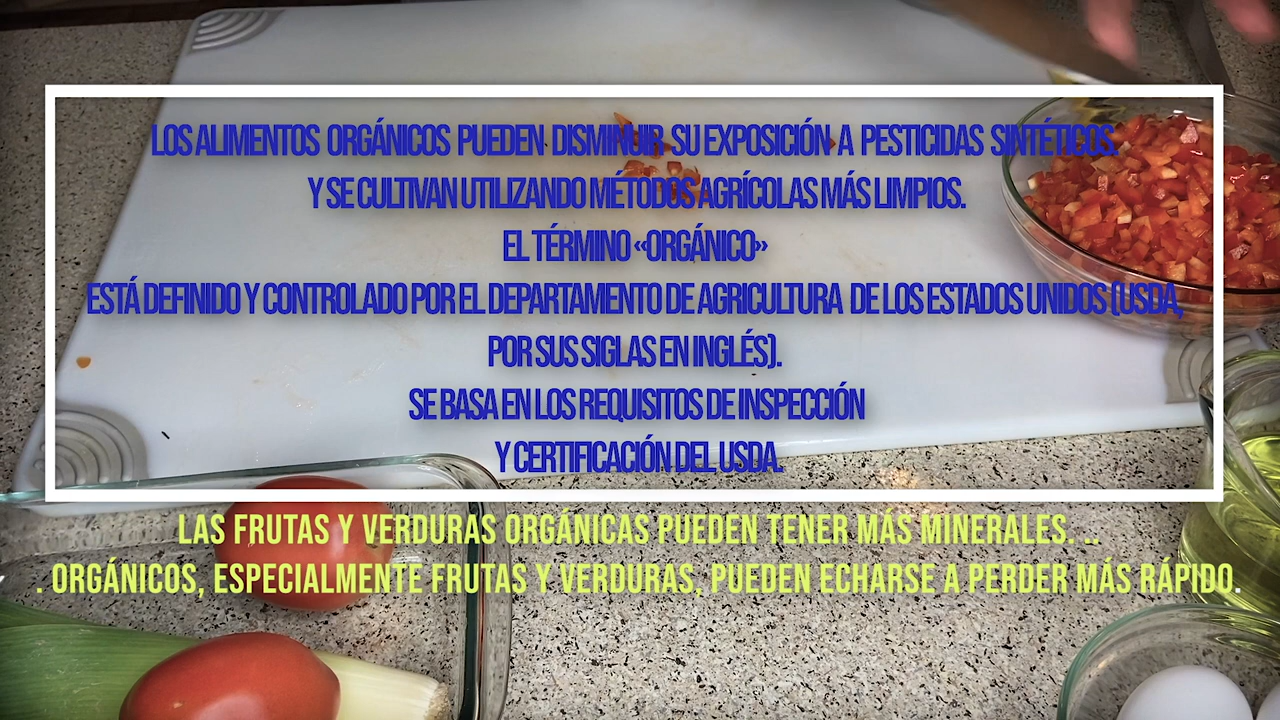 LOS ALIMENTOS ORGÁNICOS PUEDEN DISMINUIR SU EXPOSICIÓN A PESTICIDAS SINTÉTICOS.
Y SE CULTIVAN UTILIZANDO MÉTODOS AGRÍCOLAS MÁS LIMPIOS.
EL TÉRMINO «ORGÁNICO»
ESTÁ DEFINIDO Y CONTROLADO POR EL DEPARTAMENTO DE AGRICULTURA DE LOS ESTADOS UNIDOS (USDA,
POR SUS SIGLAS EN INGLÉS).
SE BASA EN LOS REQUISITOS DE INSPECCIÓN
Y CERTIFICACIÓN DEL USDA.
LAS FRUTAS Y VERDURAS ORGÁNICAS PUEDEN TENER MÁS MINERALES. ..
. ORGÁNICOS, ESPECIALMENTE FRUTAS Y VERDURAS, PUEDEN ECHARSE A PERDER MÁS RÁPIDO.